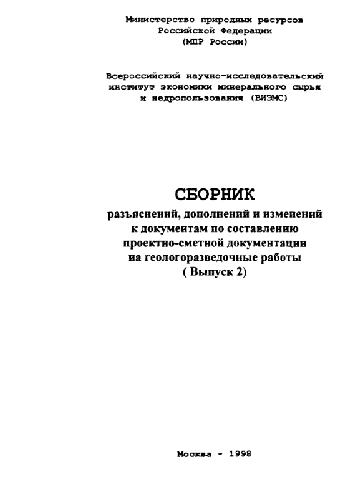 Министерство природных ресурсов
Российской Федерации
(МПР России)
Всероссийский научно-исследовательский
институт экономики минерального сырья
и недропользования (ВИЭМС)
СБОРНИК
разъяснений, дополнений и изменений
к документам по составлению
проектно-сметной документации
на геологоразведочные работы
( Выпуск 2)
Москва - 1998